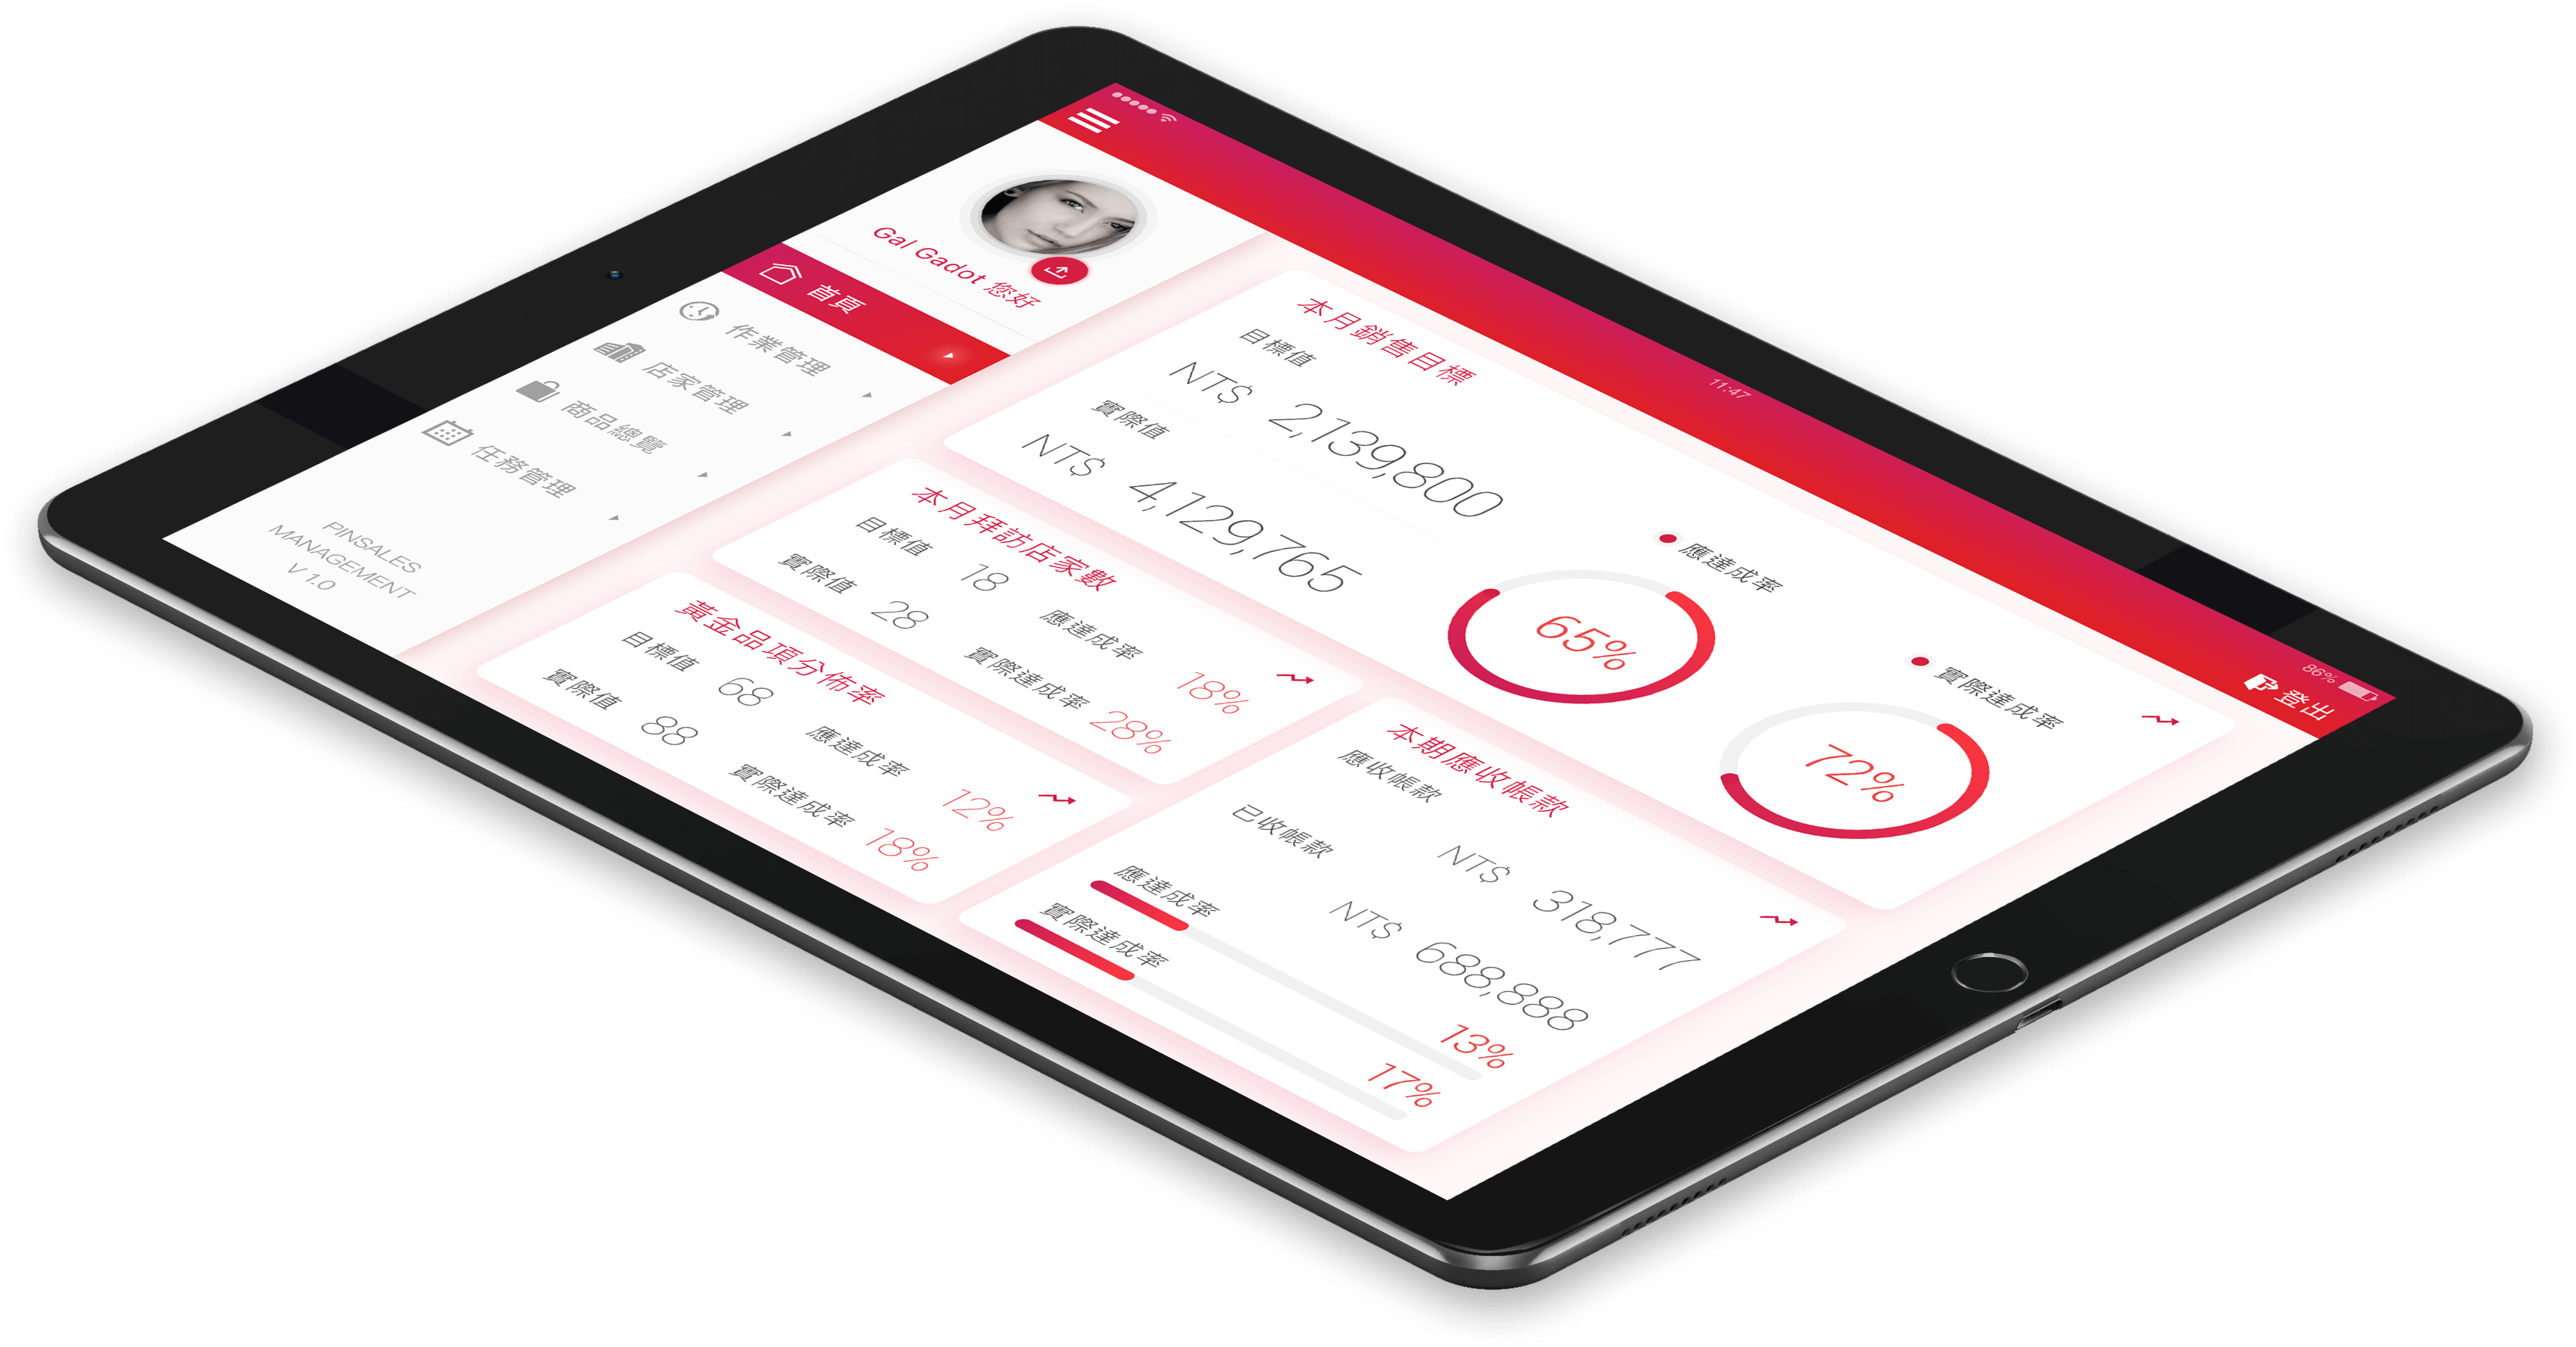 11:47
86%
登出
Gal Gadot 您好
首頁
作業管理
店家管理
商品總覽
任務管理
PINSALES
MANAGEMENT
V 1.0
本月銷售目標
目標值
NT$ 2,139,800
實際值
NT$ 4,129,765
應達成率
65%
實際達成率
72%
本月拜訪店家數
目標值 18
實際值 28
應達成率 18%
實際達成率 28%
黃金品項分佈率
目標值 68
實際值 88
應達成率 12%
實際達成率 18%
本期應收帳款
應收帳款 NT$ 318,777
已收帳款 NT$ 688,888
應達成率 13%
實際達成率 17%